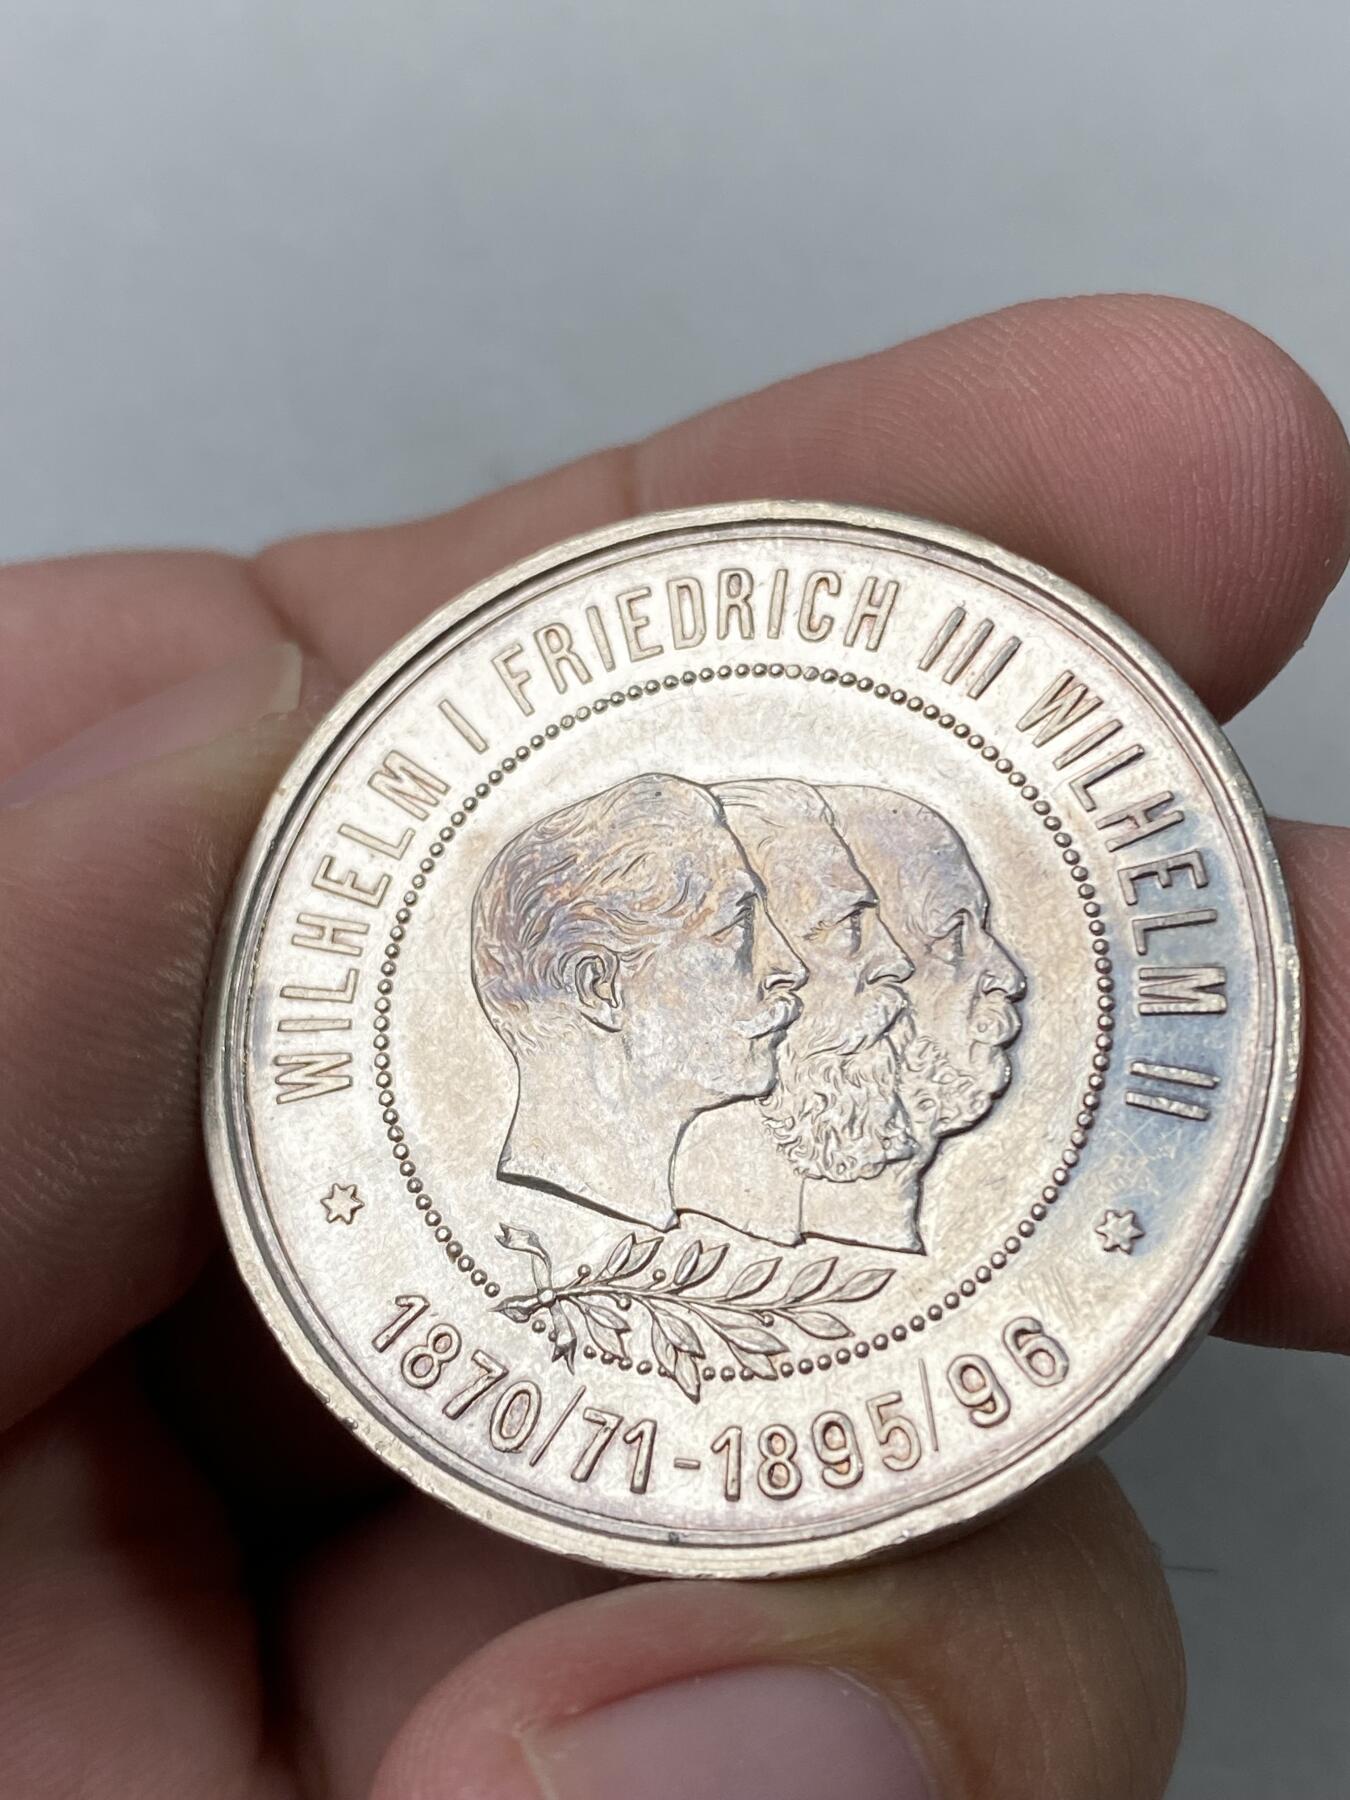 WILHELM I FRIEDRICH III WILHELM II
1870/71-1895/96